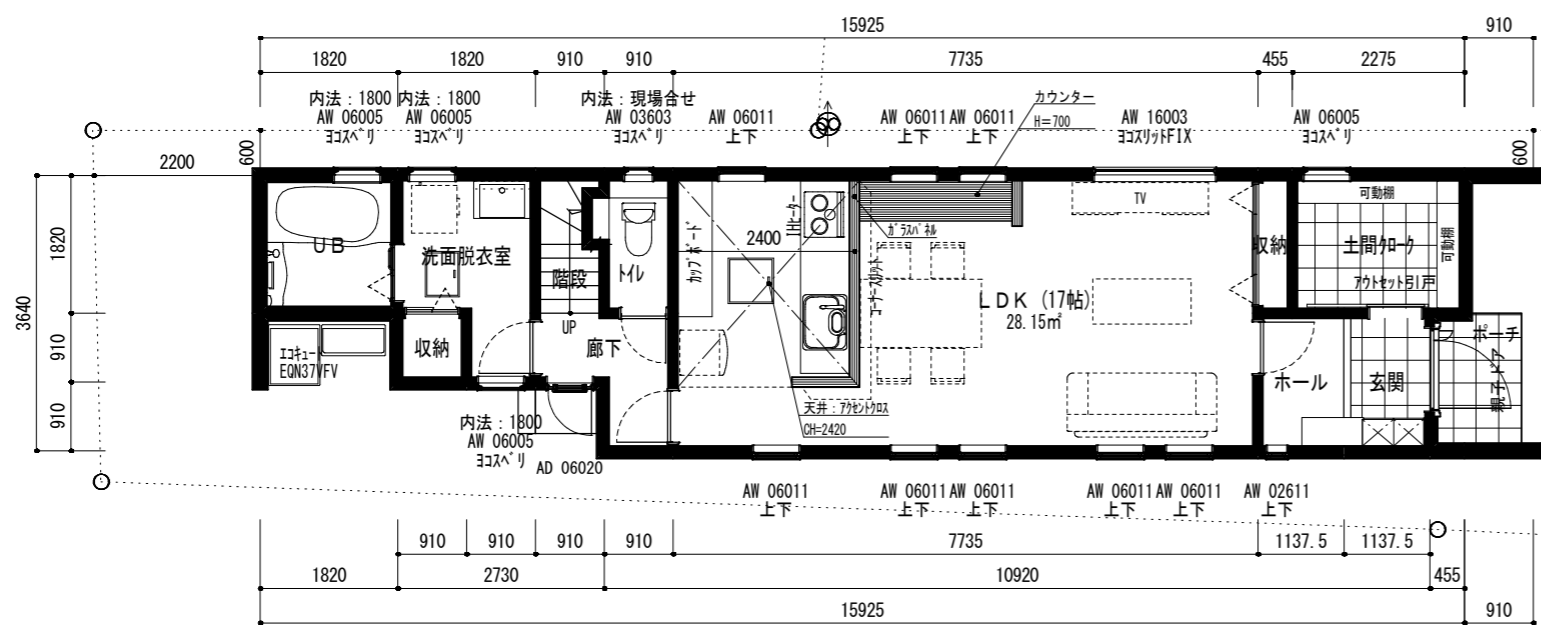 15925
910
1820
1820
910
910
7735
455
2275
内法：1800
AW 06005
ﾖｺｽﾍﾞﾘ
内法：1800
AW 06005
ﾖｺｽﾍﾞﾘ
内法：現場合せ
AW 03603
ﾖｺｽﾍﾞﾘ
AW 06011
上下
AW 06011
上下
AW 06011
上下
カウンター
H=700
AW 16003
ﾖｺｽﾘｯﾄFIX
AW 06005
ﾖｺｽﾍﾞﾘ
2200
600
600
3640
1820
910
910
UB
洗面脱衣室
階段
UP
トイレ
廊下
収納
ｴｺｷｭｰﾄ
EQN37VFV
ｶｯﾌﾟﾎﾞｰﾄﾞ
2400
IHﾋｰﾀｰ
ｶﾞﾗｽﾊﾟﾈﾙ
ｺｰﾅｰｽﾘｯﾄ
TV
LDK (17帖)
28.15㎡
収納
可動棚
可動棚
土間ｸﾛｰｸ
ｱｳﾄｾｯﾄ引戸
ホール
玄関
ポーチ
親子ドア
天井：ｱｸｾﾝﾄｸﾛｽ
CH=2420
内法：1800
AW 06005
ﾖｺｽﾍﾞﾘ
AD 06020
AW 06011
上下
AW 06011
上下
AW 06011
上下
AW 06011
上下
AW 06011
上下
AW 02611
上下
910
910
910
910
7735
1137.5
1137.5
1820
2730
10920
455
15925
910